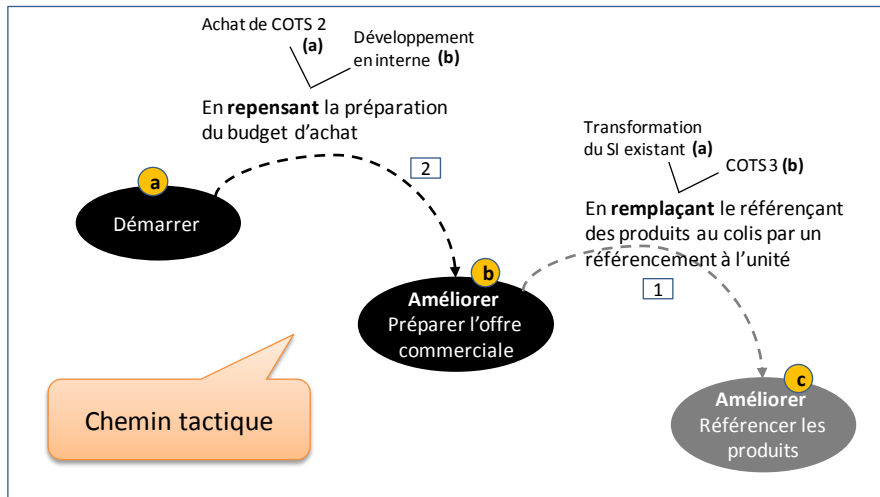 Achat de COTS 2
(a)
Développement
en interne (b)
En repensant la préparation
du budget d'achat
2
a
Démarrer
Transformation
du SI existant (a)
COTS 3 (b)
En remplaçant le référençant
des produits au colis par un
référencement à l'unité
1
b
Améliorer
Préparer l'offre
commerciale
Chemin tactique
c
Améliorer
Référencer les
produits